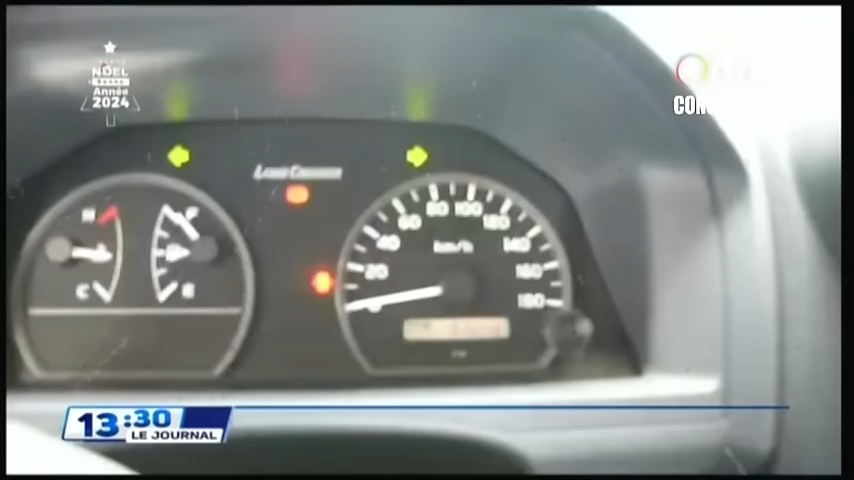 NOËL
Année
2024
LAND CRUISER
H
F
C
E
20
40
60
80
100
120
140
160
180
km/h
CON
13:30
LE JOURNAL